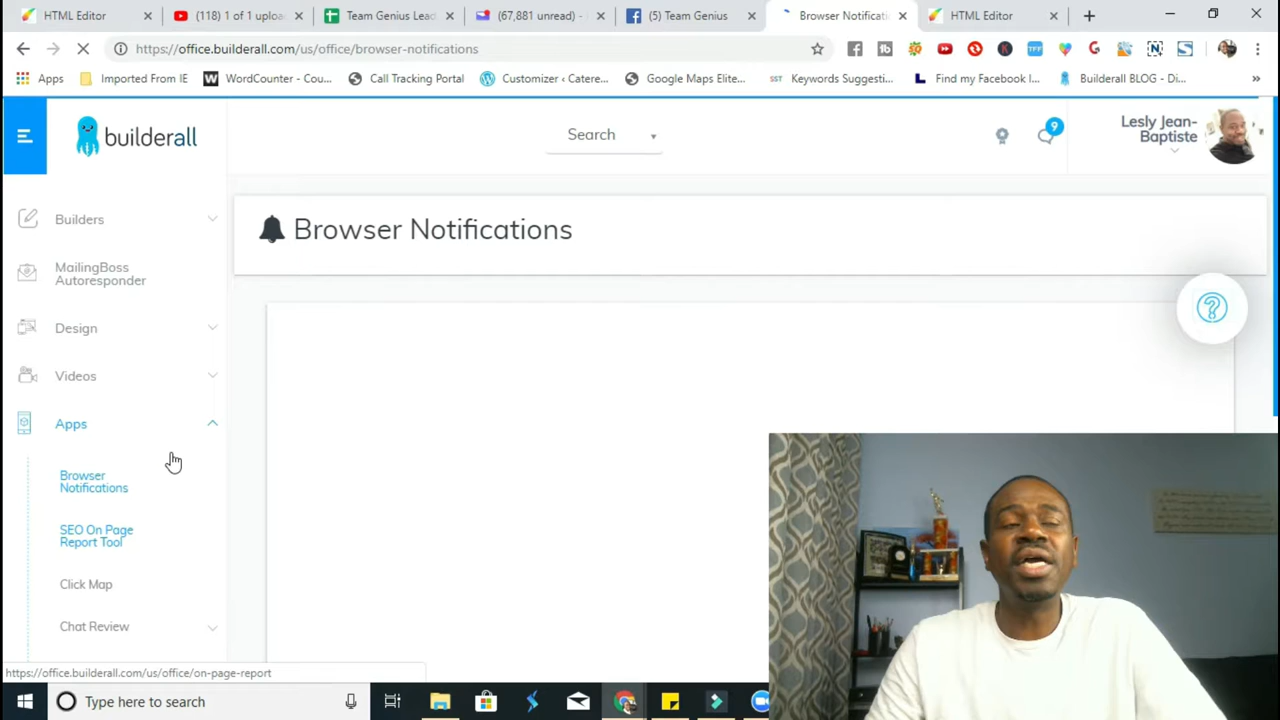 HTML Editor
(118) 1 of 1 uploa
Team Genius Lead
(67,881 unread) -
(5) Team Genius
Browser Notificati
HTML Editor
https://office.builderall.com/us/office/browser-notifications
Apps
Imported From IE
WordCounter - Cou...
Call Tracking Portal
Customizer ‹ Catere...
Google Maps Elite...
SST
Keywords Suggesti...
Find my Facebook I...
Builderall BLOG - Di...
»
builderall
Search
9
Lesly Jean-
Baptiste
Builders
Browser Notifications
MailingBoss
Autoresponder
Design
Videos
Apps
Browser
Notifications
SEO On Page
Report Tool
Click Map
Chat Review
https://office.builderall.com/us/office/on-page-report
Type here to search